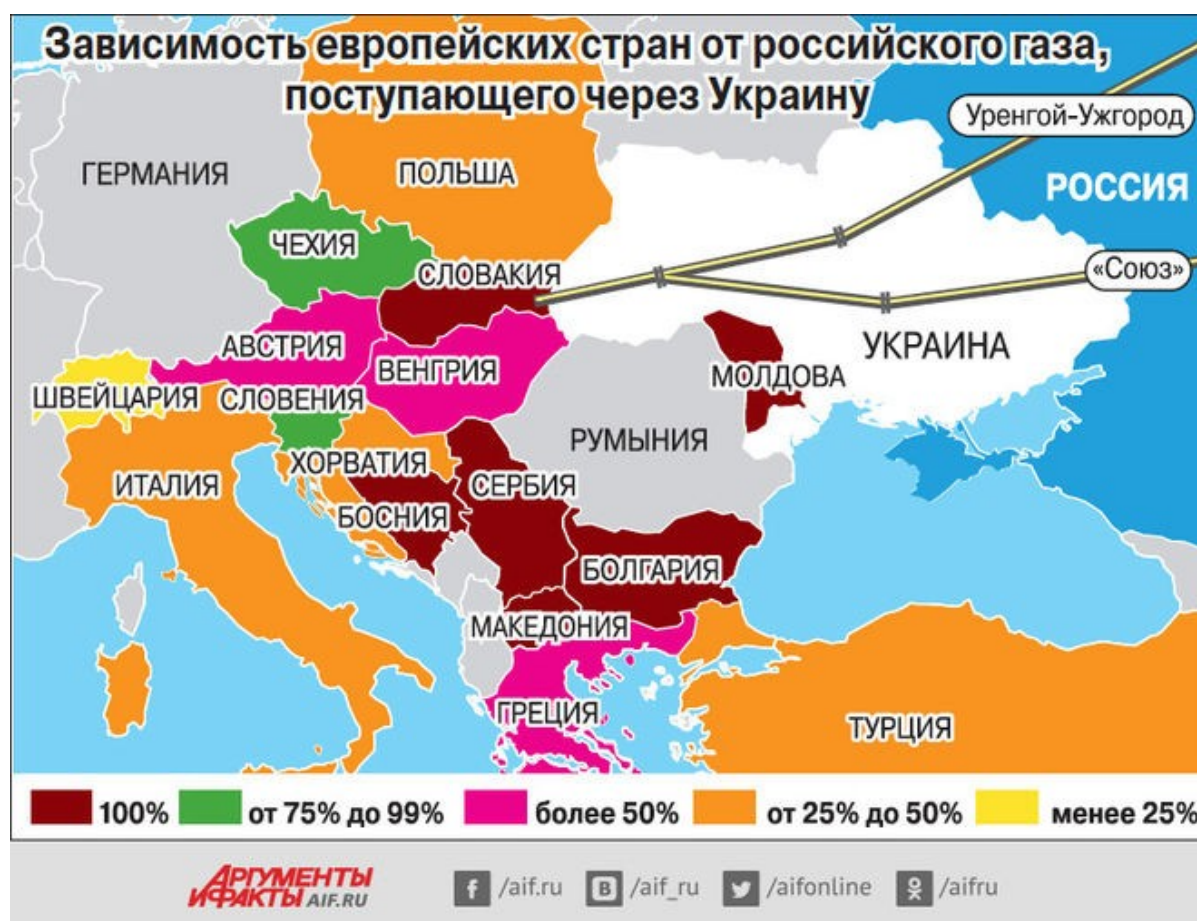 Зависимость европейских стран от российского газа,
поступающего через Украину
Уренгой-Ужгород
ГЕРМАНИЯ
ПОЛЬША
РОССИЯ
ЧЕХИЯ
СЛОВАКИЯ
«Союз»
АВСТРИЯ
ВЕНГРИЯ
УКРАИНА
МОЛДОВА
ШВЕЙЦАРИЯ
СЛОВЕНИЯ
РУМЫНИЯ
ХОРВАТИЯ
ИТАЛИЯ
СЕРБИЯ
БОСНИЯ
БОЛГАРИЯ
МАКЕДОНИЯ
ГРЕЦИЯ
ТУРЦИЯ
100% от 75% до 99% более 50% от 25% до 50% менее 25%
АРГУМЕНТЫ
И ФАКТЫ AIF.RU
f /aif.ru B /aif_ru /aifonline /aifru